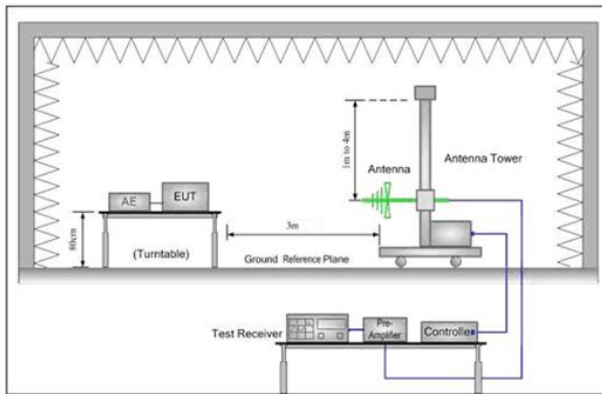 1m to 4m
Antenna
Antenna Tower
AE
EUT
80cm
(Turntable)
3m
Ground Reference Plane
Test Receiver
Pre-
Amplifier
Controller